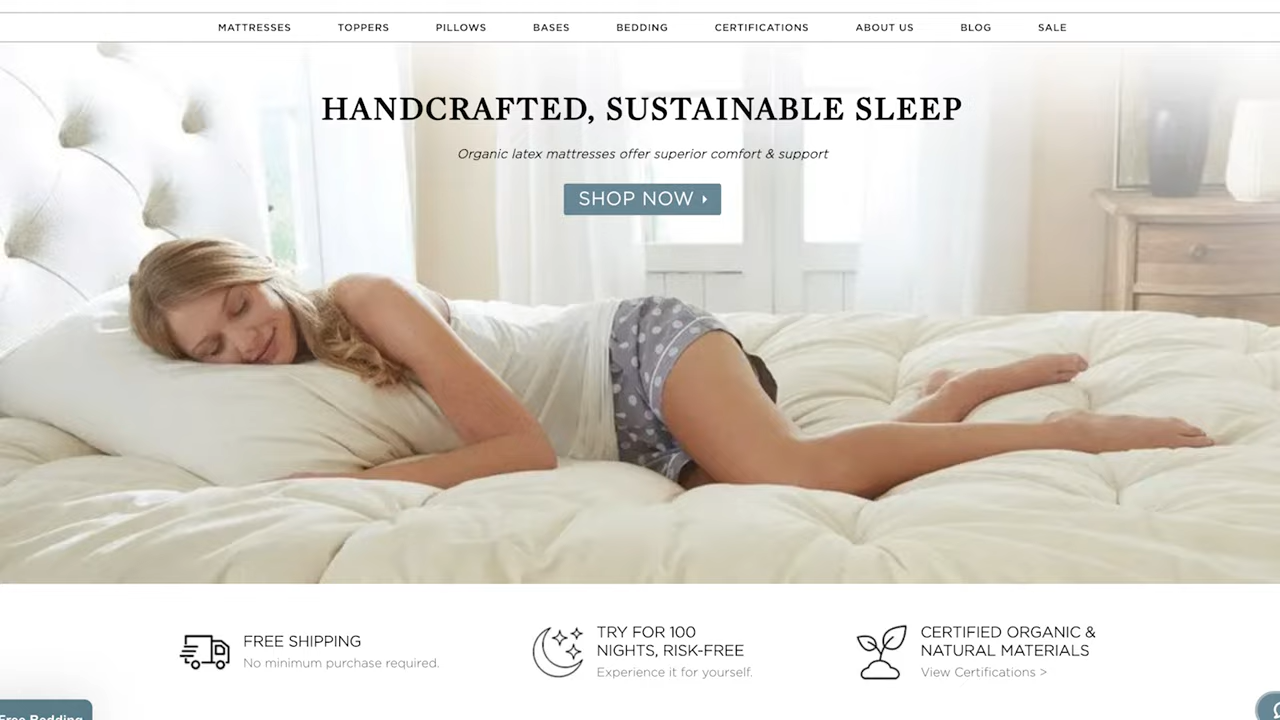 MATTRESSES TOPPERS PILLOWS BASES BEDDING CERTIFICATIONS ABOUT US BLOG SALE
HANDCRAFTED, SUSTAINABLE SLEEP
Organic latex mattresses offer superior comfort & support
SHOP NOW
FREE SHIPPING
No minimum purchase required.
TRY FOR 100
NIGHTS, RISK-FREE
Experience it for yourself.
CERTIFIED ORGANIC &
NATURAL MATERIALS
View Certifications >
Free Bedding